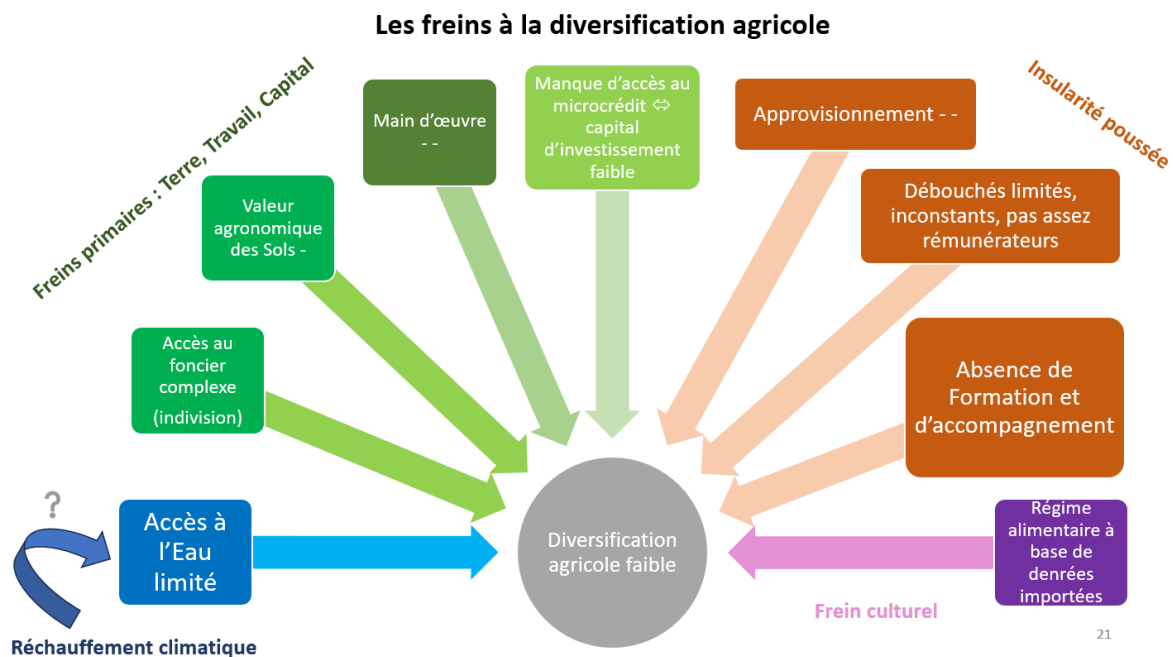 Les freins à la diversification agricole
Freins primaires : Terre, Travail, Capital
Insularité poussée
Main d’œuvre
- -
Manque d’accès au
microcrédit ⇔
capital
d’investissement
faible
Approvisionnement - -
Valeur
agronomique
des Sols -
Débouchés limités,
inconstants, pas assez
rémunérateurs
Accès au
foncier
complexe
(indivision)
Absence de
Formation et
d’accompagnement
?
Accès à
l’Eau
limité
Réchauffement climatique
Diversification
agricole faible
Régime
alimentaire à
base de
denrées
importées
Frein culturel
21